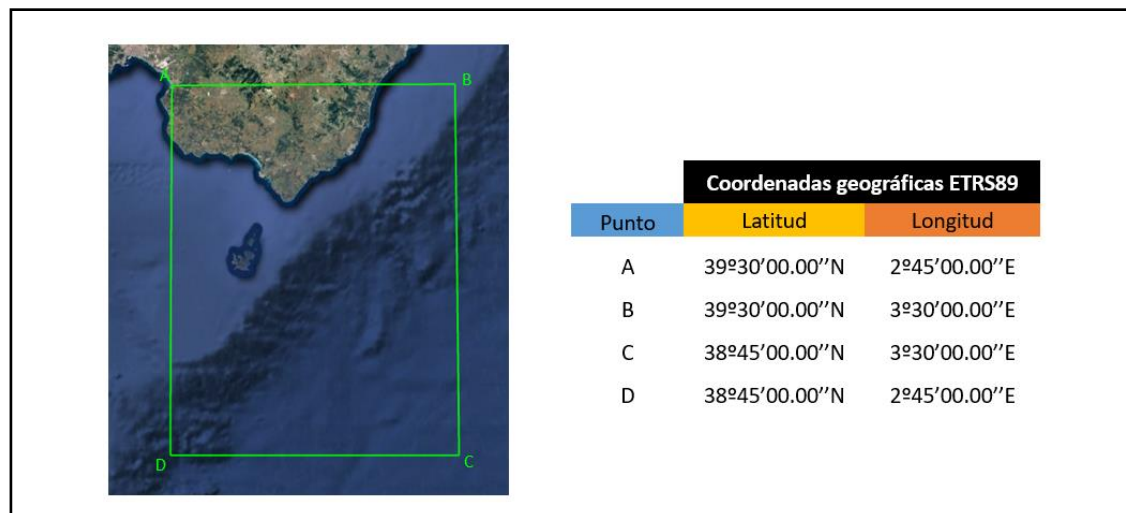 A
B
D
C
Coordenadas geográficas ETRS89
Punto Latitud Longitud
A 39º30’00.00’’N 2º45’00.00’’E
B 39º30’00.00’’N 3º30’00.00’’E
C 38º45’00.00’’N 3º30’00.00’’E
D 38º45’00.00’’N 2º45’00.00’’E